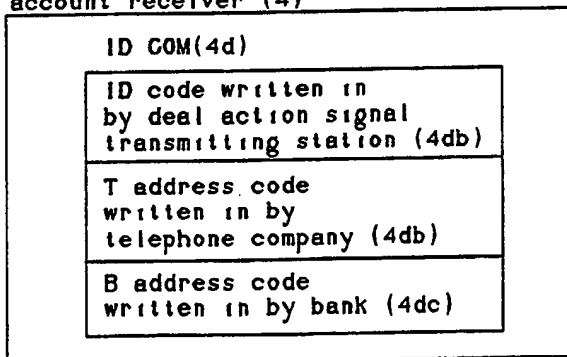 account receiver (4)
ID COM(4d)
ID code written in
by deal action signal
transmitting station (4db)
T address code
written in by
telephone company (4db)
B address code
written in by bank (4dc)